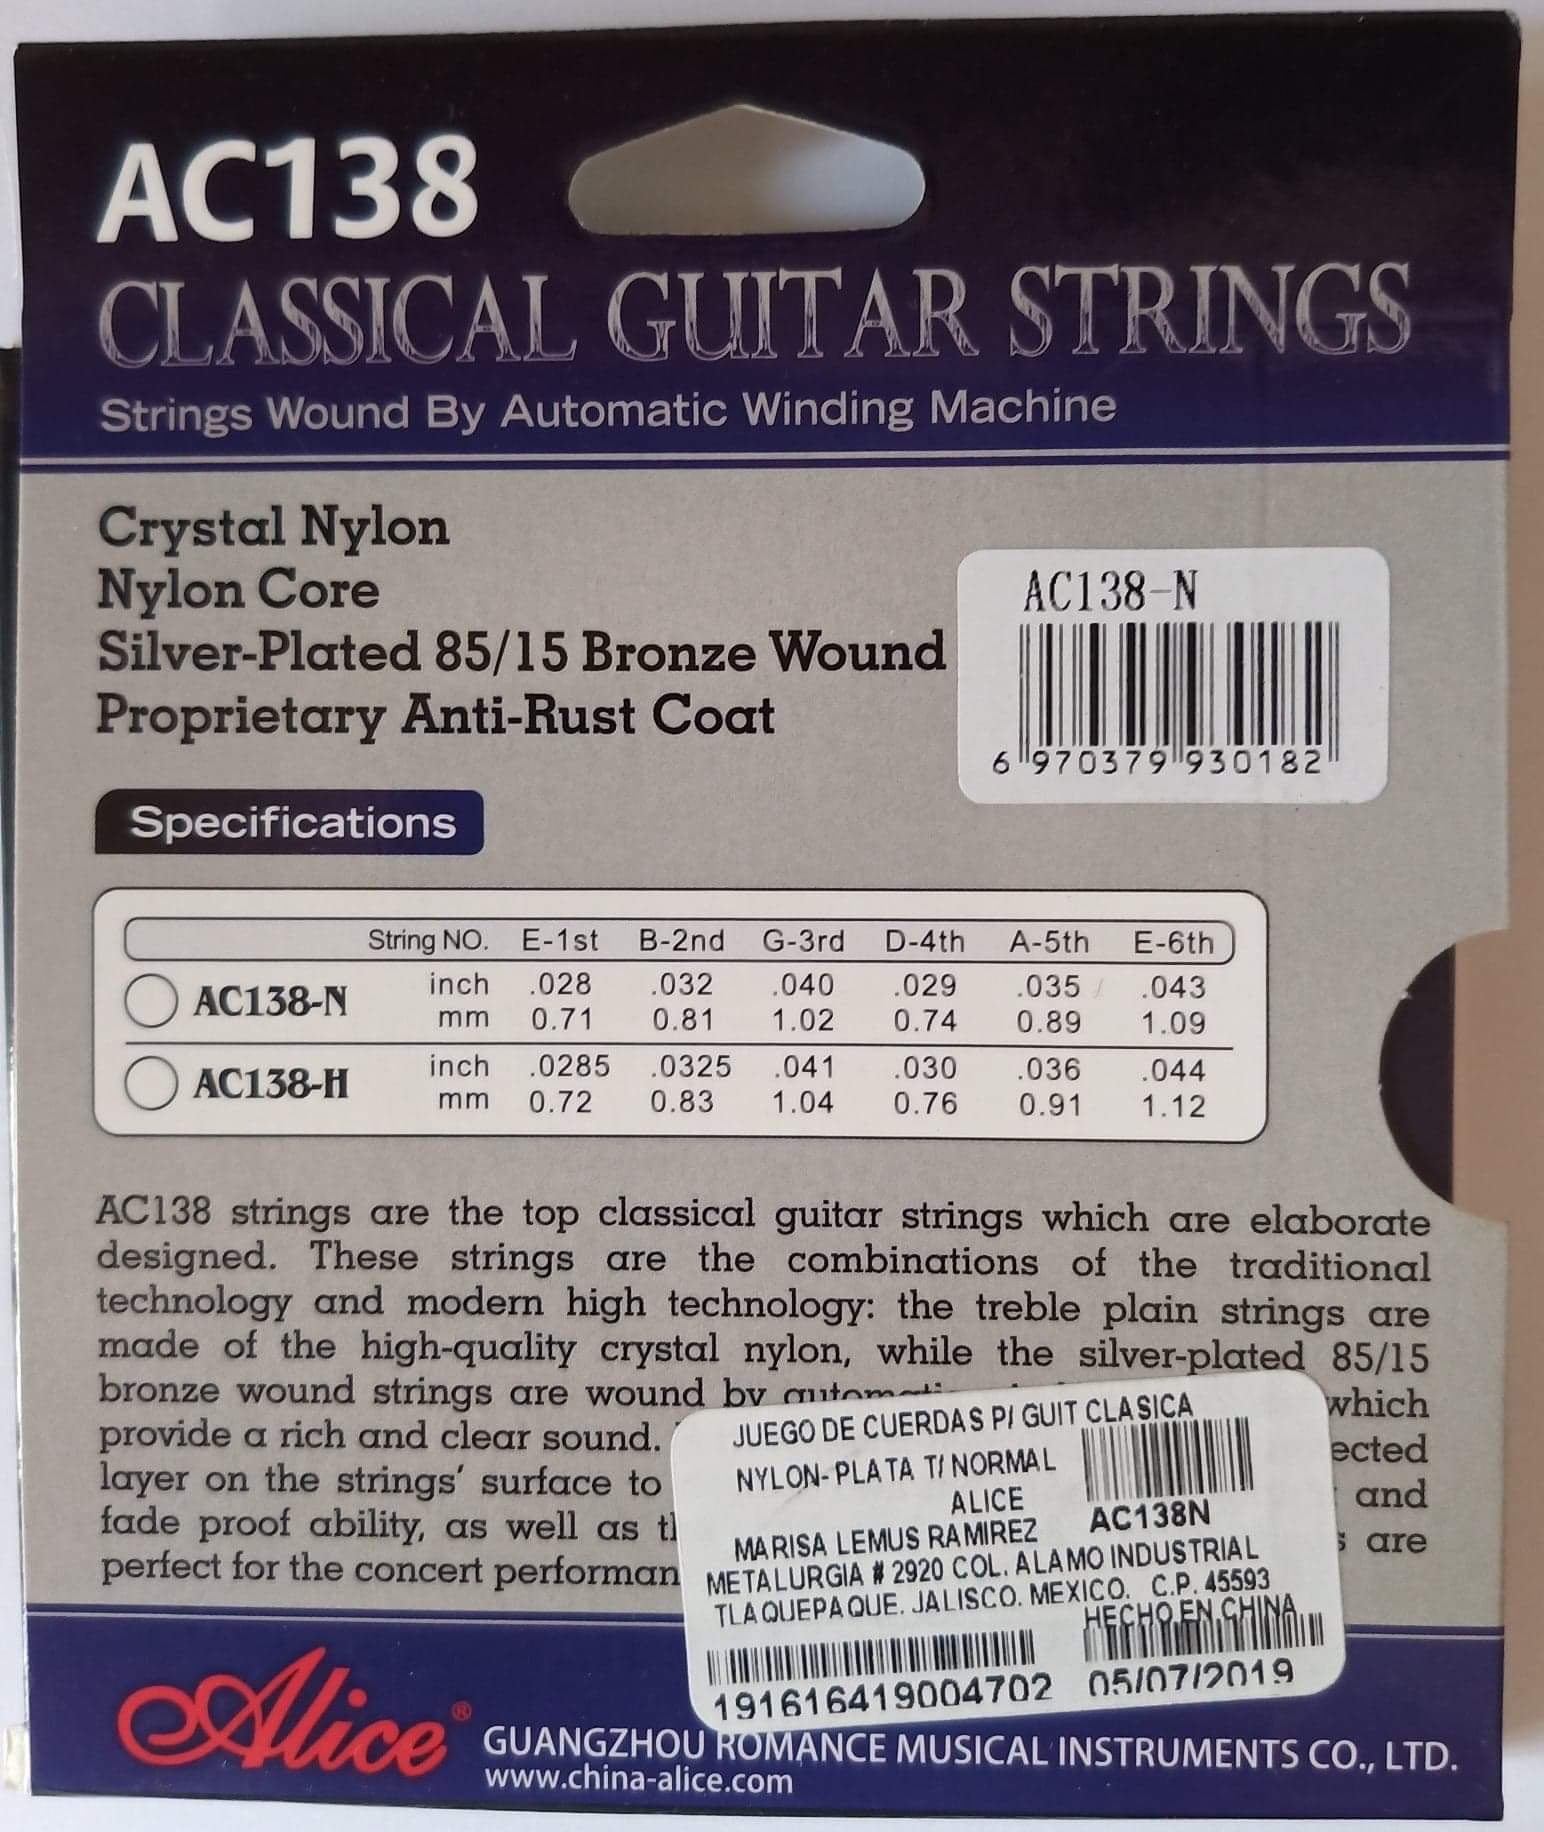 AC138
CLASSICAL GUITAR STRINGS
Strings Wound By Automatic Winding Machine
Crystal Nylon
Nylon Core
Silver-Plated 85/15 Bronze Wound
Proprietary Anti-Rust Coat
AC138-N
6 970379 930182
Specifications
String NO. E-1st B-2nd G-3rd D-4th A-5th E-6th
AC138-N
inch .028 .032 .040 .029 .035 .043
mm 0.71 0.81 1.02 0.74 0.89 1.09
AC138-H
inch .0285 .0325 .041 .030 .036 .044
mm 0.72 0.83 1.04 0.76 0.91 1.12
AC138 strings are the top classical guitar strings which are elaborate
designed. These strings are the combinations of the traditional
technology and modern high technology: the treble plain strings are
made of the high-quality crystal nylon, while the silver-plated 85/15
bronze wound strings are wound by which
provide a rich and clear sound.
layer on the strings' surface to
fade proof ability, as well as and
perfect for the concert are
JUEGO DE CUERDAS P/ GUIT CLASICA
NYLON-PLATA T/ NORMAL
ALICE
AC138N
MARISA LEMUS RAMIREZ
METALURGIA # 2920 COL. ALAMO INDUSTRIAL
TLAQUEPAQUE. JALISCO. MEXICO. C.P. 45593
HECHO EN CHINA
191616419004702 05/07/2019
Alice®
GUANGZHOU ROMANCE MUSICAL INSTRUMENTS CO., LTD.
www.china-alice.com